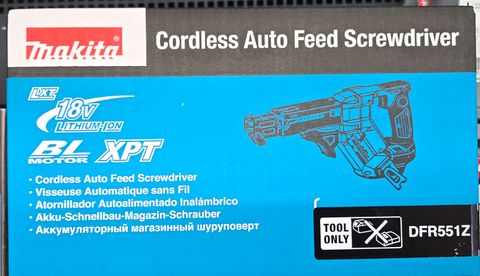 Makita
Cordless Auto Feed Screwdriver
LXT
18V
LITHIUM-ION
BL
MOTOR
XPT
• Cordless Auto Feed Screwdriver
• Visseuse Automatique sans Fil
• Atornillador Autoalimentado Inalámbrico
• Akku-Schnellbau-Magazin-Schrauber
• Аккумуляторный магазинный шуруповерт
TOOL
ONLY
DFR551Z